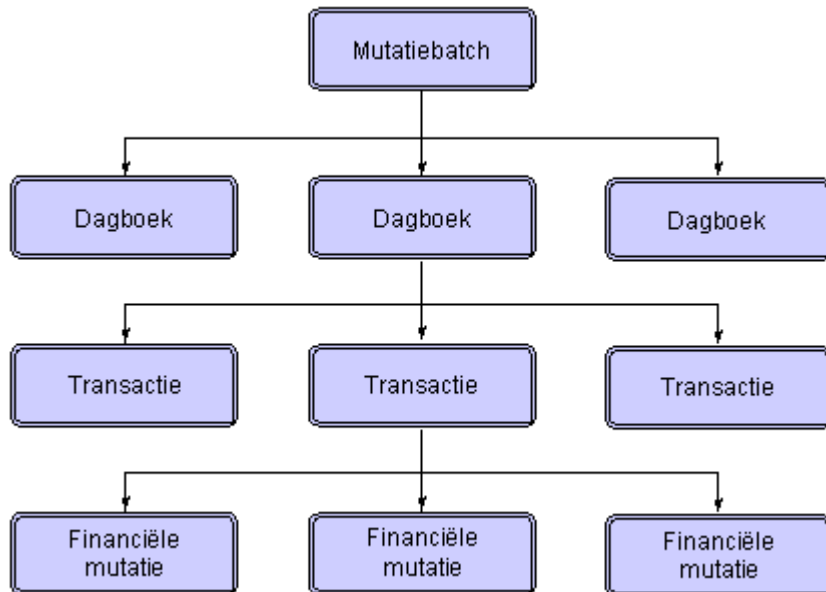 Mutatiebatch
Dagboek
Dagboek
Dagboek
Transactie
Transactie
Transactie
Financiële
mutatie
Financiële
mutatie
Financiële
mutatie